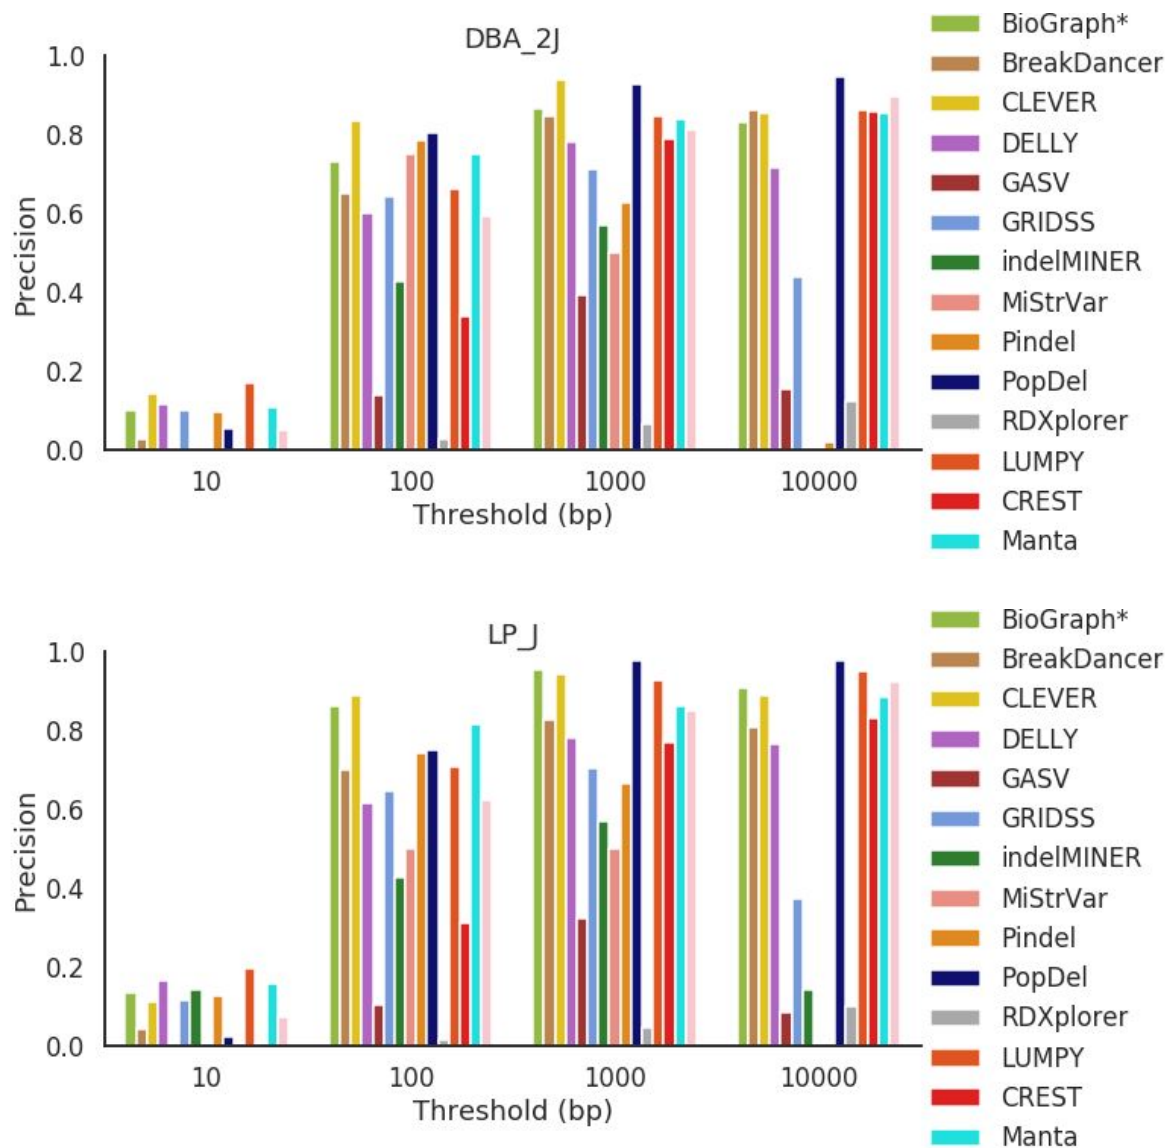 DBA_2J
1.0
0.8
0.6
0.4
0.2
0.0
Precision
10 100 1000 10000
Threshold (bp)
BioGraph*
BreakDancer
CLEVER
DELLY
GASV
GRIDSS
indelMINER
MiStrVar
Pindel
PopDel
RDXplorer
LUMPY
CREST
Manta
LP_J
1.0
0.8
0.6
0.4
0.2
0.0
Precision
10 100 1000 10000
Threshold (bp)
BioGraph*
BreakDancer
CLEVER
DELLY
GASV
GRIDSS
indelMINER
MiStrVar
Pindel
PopDel
RDXplorer
LUMPY
CREST
Manta